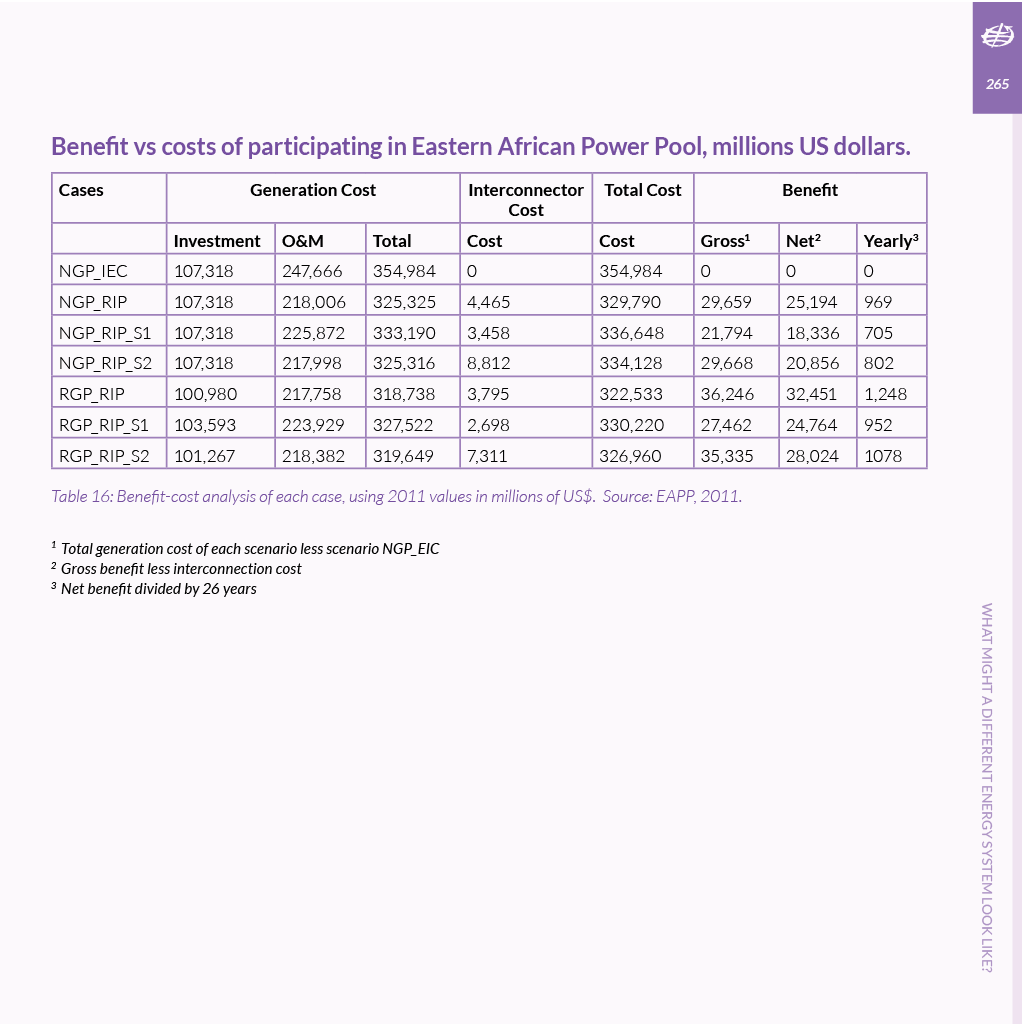 265
Benefit vs costs of participating in Eastern African Power Pool, millions US dollars.
Cases Generation Cost Interconnector Cost Total Cost Benefit
Investment O&M Total Cost Cost Gross¹ Net² Yearly³
NGP_IEC 107,318 247,666 354,984 0 354,984 0 0 0
NGP_RIP 107,318 218,006 325,325 4,465 329,790 29,659 25,194 969
NGP_RIP_S1 107,318 225,872 333,190 3,458 336,648 21,794 18,336 705
NGP_RIP_S2 107,318 217,998 325,316 8,812 334,128 29,668 20,856 802
RGP_RIP 100,980 217,758 318,738 3,795 322,533 36,246 32,451 1,248
RGP_RIP_S1 103,593 223,929 327,522 2,698 330,220 27,462 24,764 952
RGP_RIP_S2 101,267 218,382 319,649 7,311 326,960 35,335 28,024 1078
Table 16: Benefit-cost analysis of each case, using 2011 values in millions of US$. Source: EAPP, 2011.
¹ Total generation cost of each scenario less scenario NGP_EIC
² Gross benefit less interconnection cost
³ Net benefit divided by 26 years
WHAT MIGHT A DIFFERENT ENERGY SYSTEM LOOK LIKE?